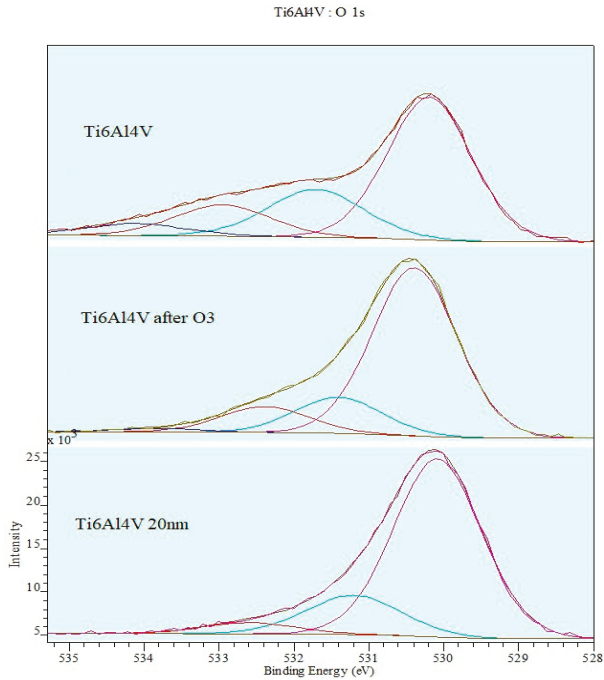 Ti6Al4V : O 1s
Ti6Al4V
Ti6Al4V after O3
x 10³
Ti6Al4V 20nm
25
20
15
10
5
Intensity
535 534 533 532 531 530 529 528
Binding Energy (eV)